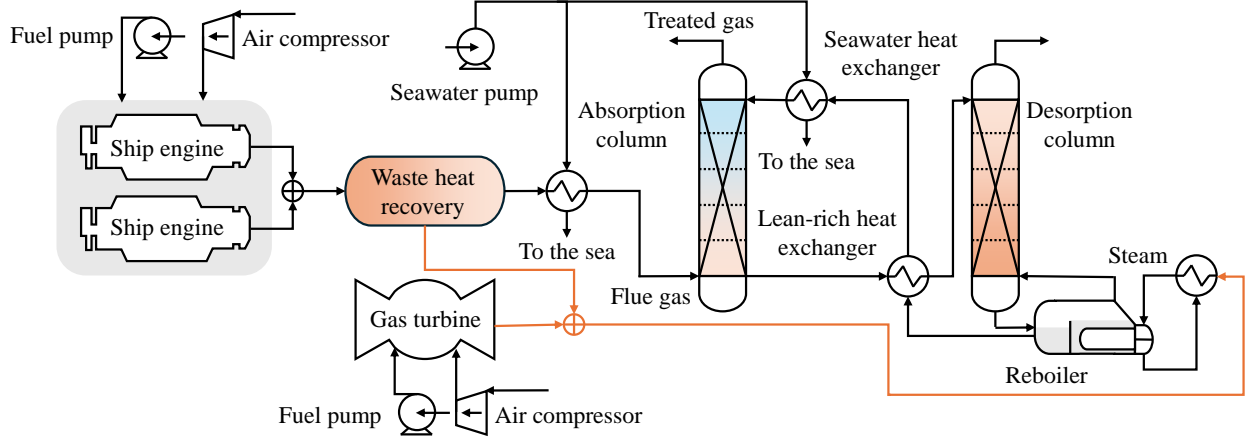 Treated gas
Fuel pump
Air compressor
Seawater heat
exchanger
Seawater pump
Absorption
column
Desorption
column
Ship engine
To the sea
Waste heat
recovery
Ship engine
Lean-rich heat
exchanger
To the sea
Steam
Flue gas
Gas turbine
Reboiler
Fuel pump
Air compressor